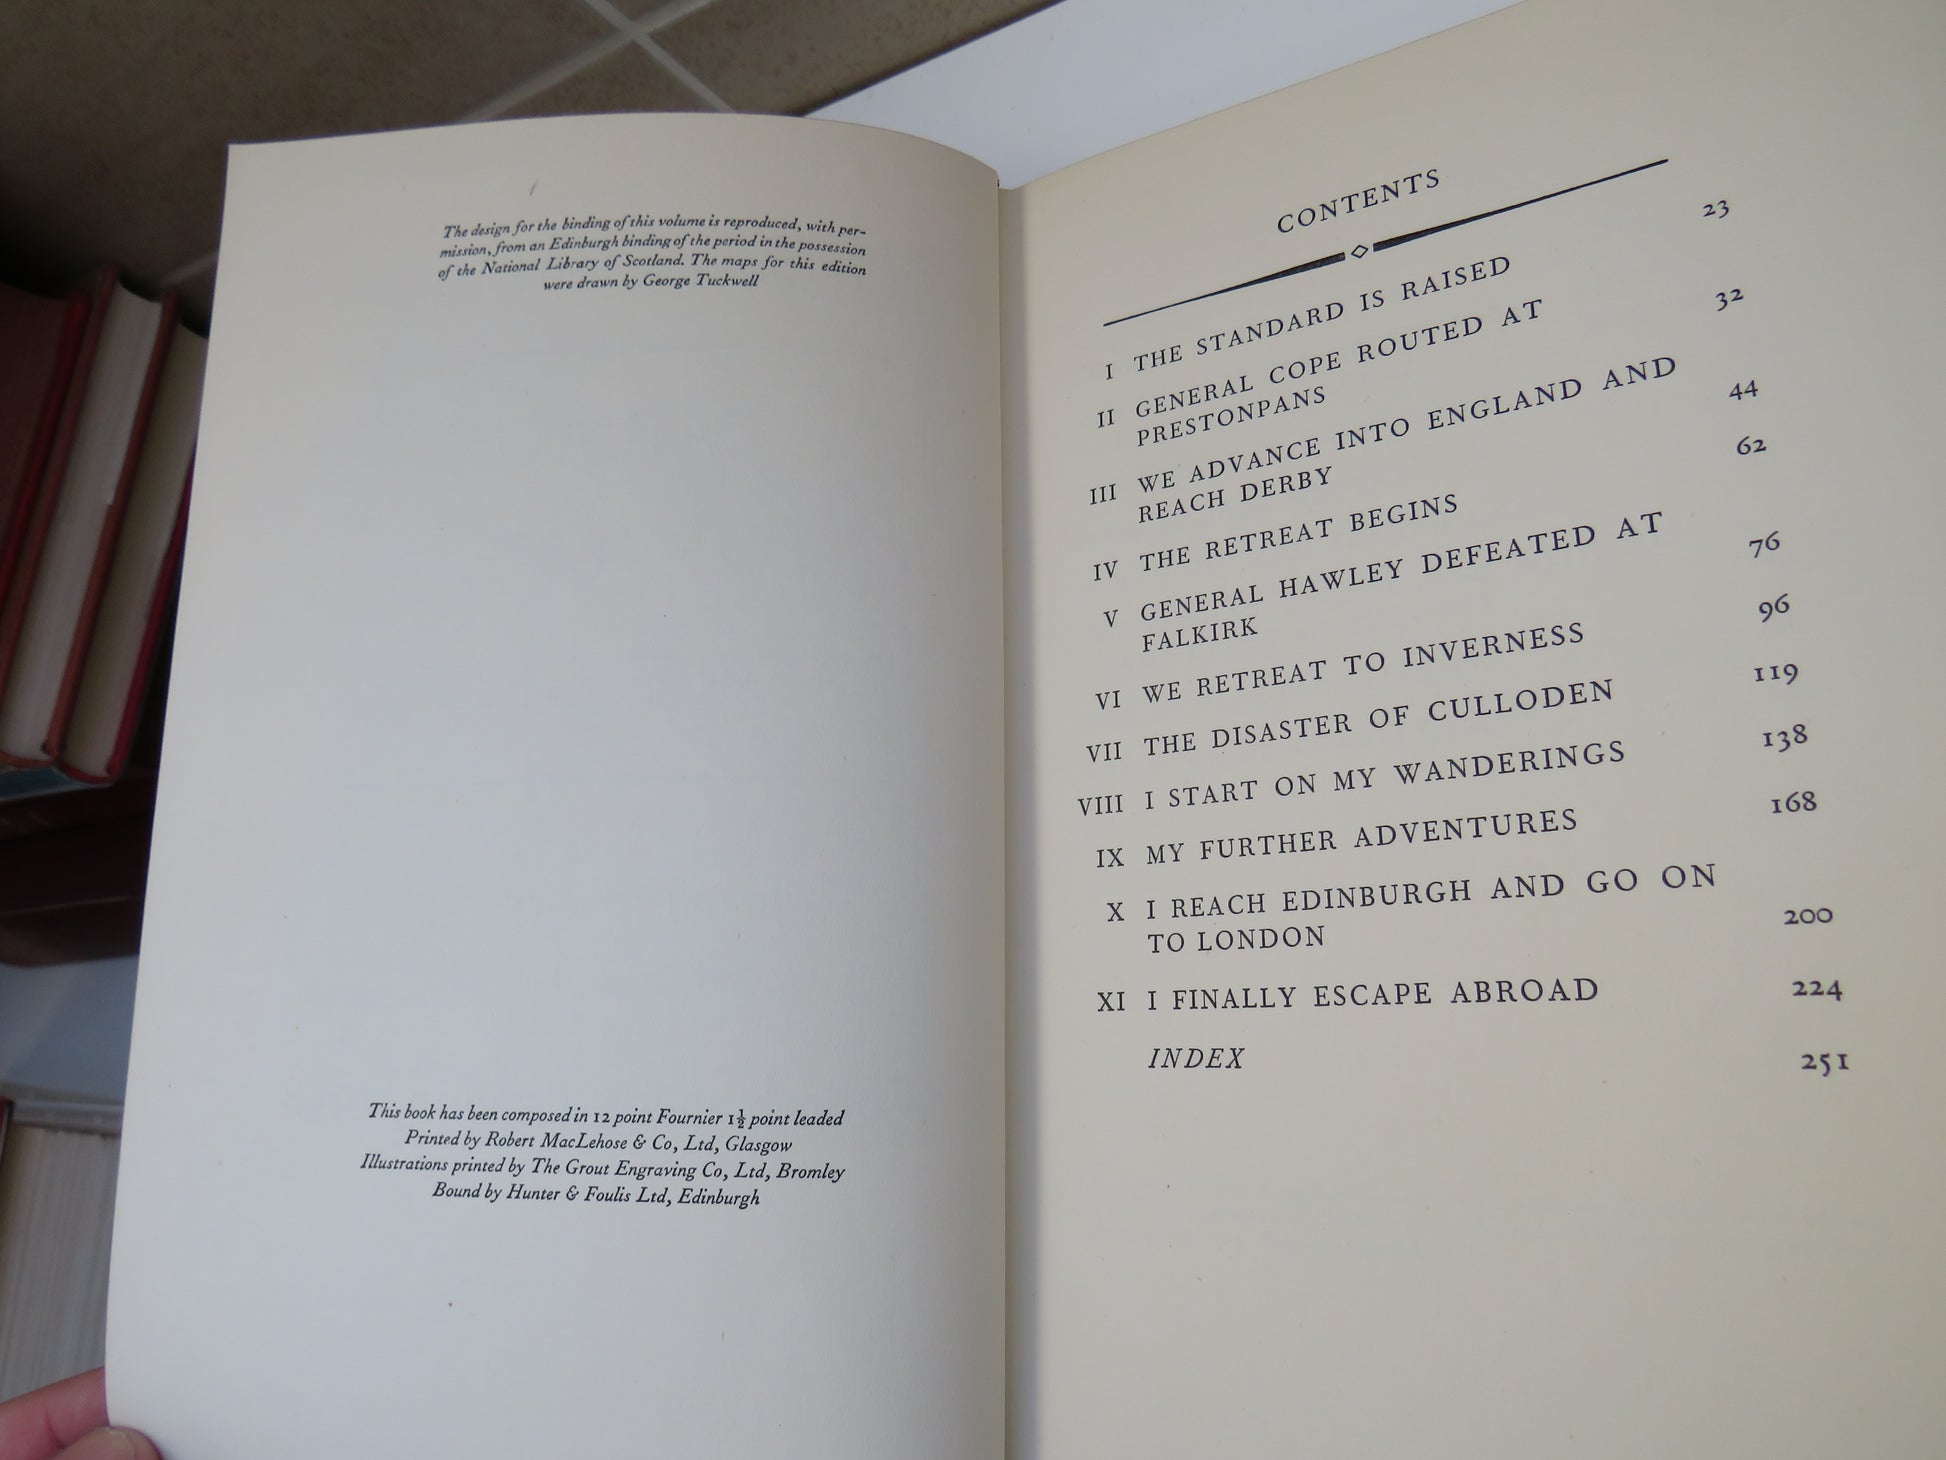 The design for the binding of this volume is reproduced, with per-
mission, from an Edinburgh binding of the period in the possession
of the National Library of Scotland. The maps for this edition
were drawn by George Tuckwell
This book has been composed in 12 point Fournier 1½ point leaded
Printed by Robert MacLehose & Co, Ltd, Glasgow
Illustrations printed by The Grout Engraving Co, Ltd, Bromley
Bound by Hunter & Foulis Ltd, Edinburgh
CONTENTS
I THE STANDARD IS RAISED 23
II GENERAL COPE ROUTED AT
PRESTONPANS 32
III WE ADVANCE INTO ENGLAND AND
REACH DERBY 44
IV THE RETREAT BEGINS 62
V GENERAL HAWLEY DEFEATED AT
FALKIRK 76
VI WE RETREAT TO INVERNESS 96
VII THE DISASTER OF CULLODEN 119
VIII I START ON MY WANDERINGS 138
IX MY FURTHER ADVENTURES 168
X I REACH EDINBURGH AND GO ON
TO LONDON 200
XI I FINALLY ESCAPE ABROAD 224
INDEX 251